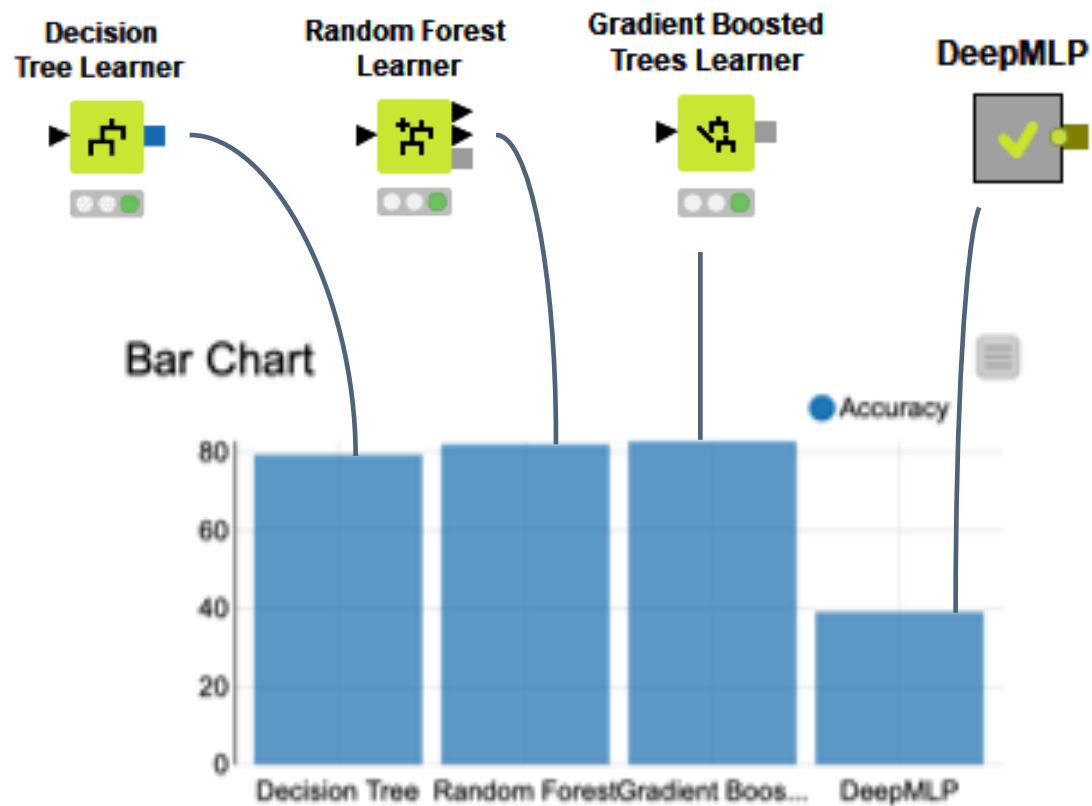 Decision
Tree Learner
Random Forest
Learner
Gradient Boosted
Trees Learner
DeepMLP
Bar Chart
Accuracy
80
60
40
20
0
Decision Tree
Random Forest
Gradient Boos...
DeepMLP